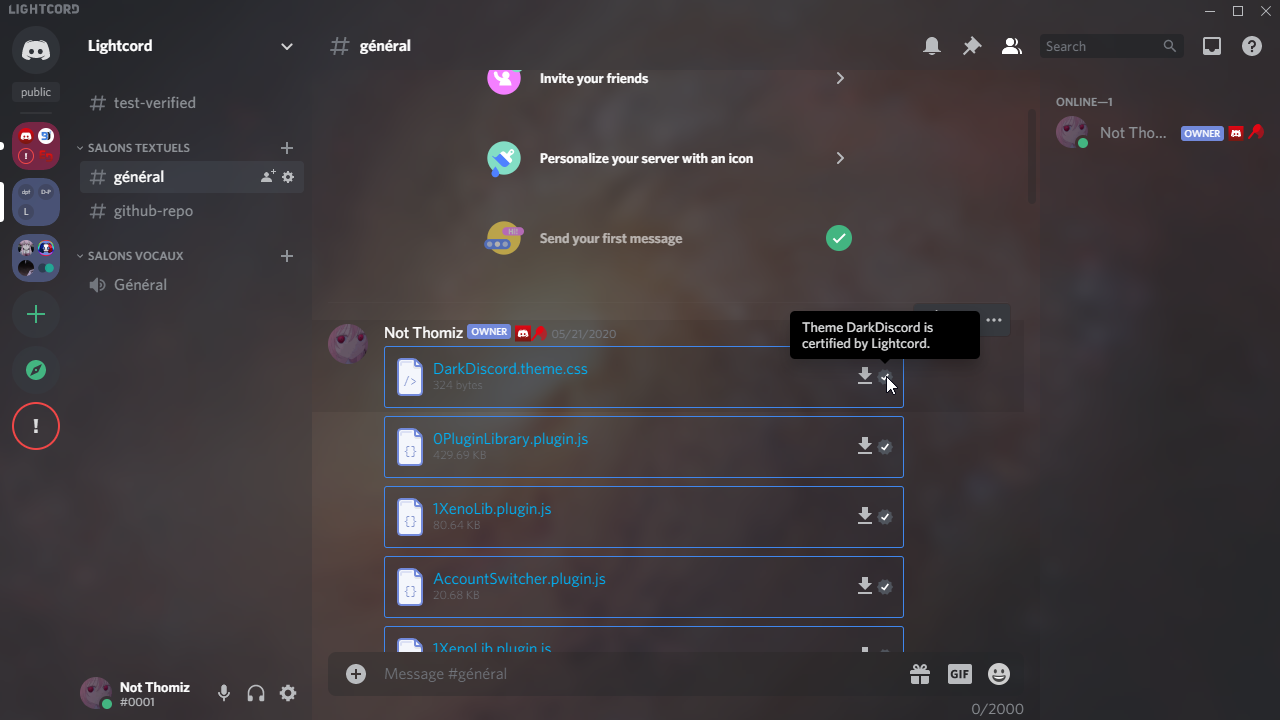 LIGHTCORD
Lightcord
général
Search
public
test-verified
SALONS TEXTUELS
général
github-repo
SALONS VOCAUX
Général
!
Invite your friends
Personalize your server with an icon
Send your first message
Not Thomiz OWNER 05/21/2020
Theme DarkDiscord is
certified by Lightcord.
DarkDiscord.theme.css
324 bytes
0PluginLibrary.plugin.js
429.69 KB
1XenoLib.plugin.js
80.64 KB
AccountSwitcher.plugin.js
20.68 KB
1XenoLib.plugin.js
Message #général
GIF
0/2000
ONLINE—1
Not Tho... OWNER
Not Thomiz
#0001